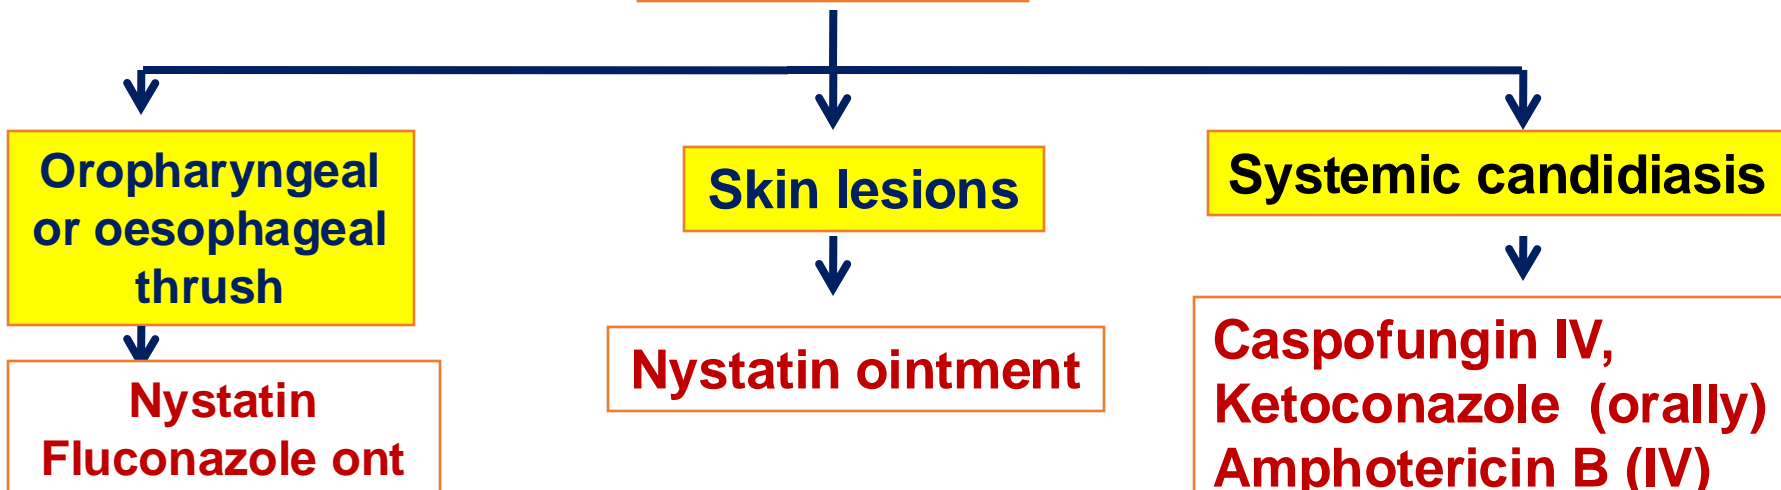 Oropharyngeal
or oesophageal
thrush
Skin lesions
Systemic candidiasis
Nystatin
Fluconazole ont
Nystatin ointment
Caspofungin IV,
Ketoconazole (orally)
Amphotericin B (IV)